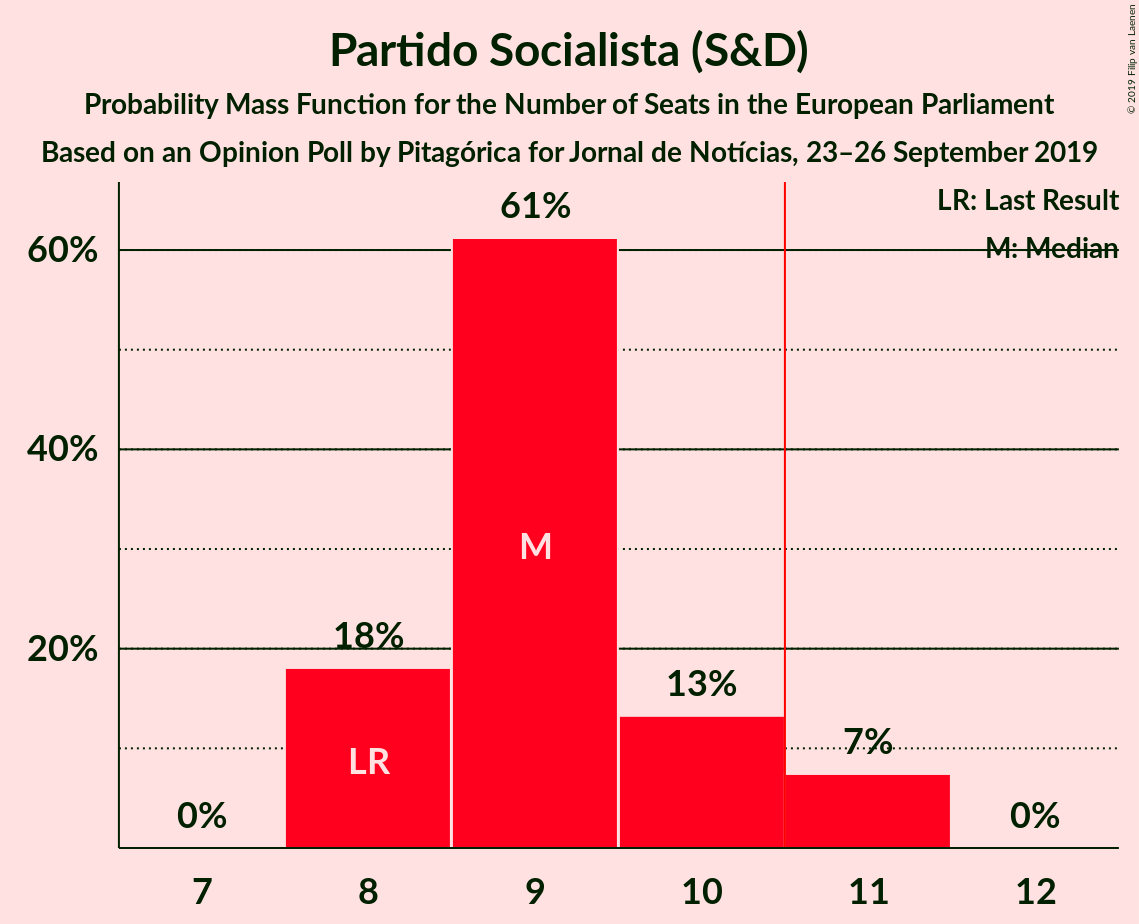 Partido Socialista (S&D)
Probability Mass Function for the Number of Seats in the European Parliament
Based on an Opinion Poll by Pitagórica for Jornal de Notícias, 23–26 September 2019
© 2019 Filip van Laenen
LR: Last Result
M: Median
60%
40%
20%
0%
18%
61%
13%
7%
0%
LR
M
7
8
9
10
11
12